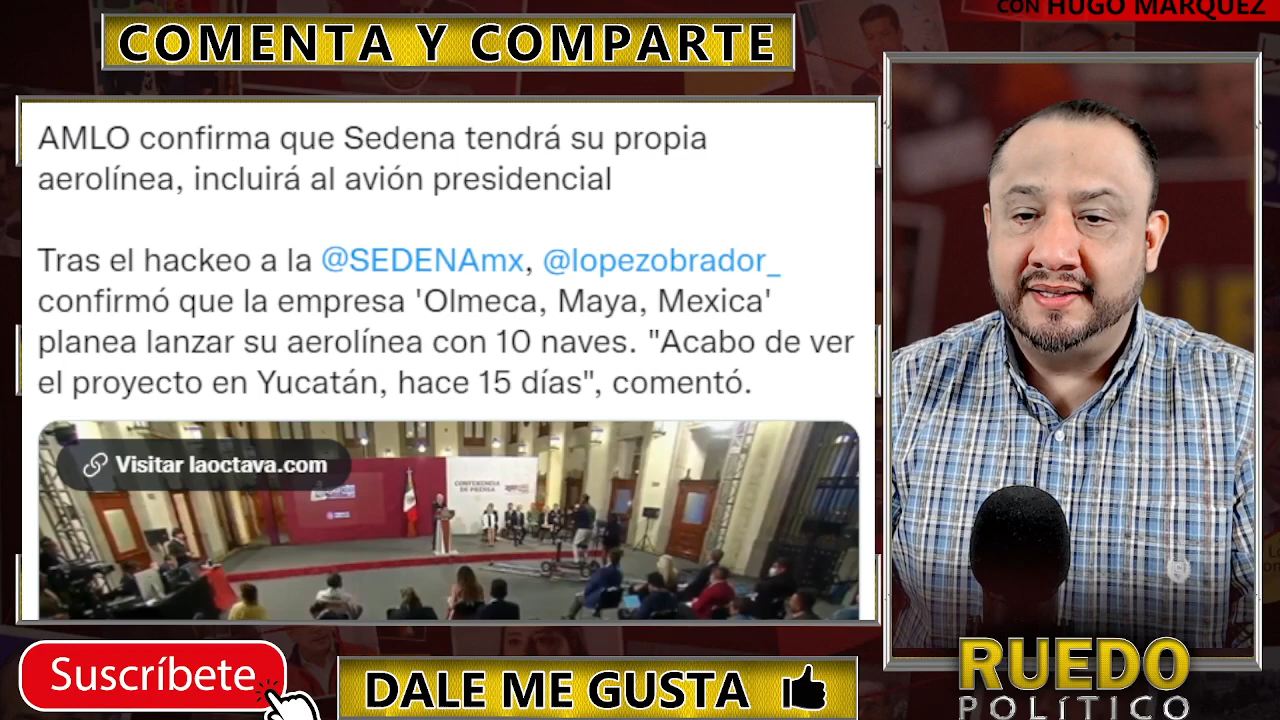 CON HUGO MÁRQUEZ
COMENTA Y COMPARTE
AMLO confirma que Sedena tendrá su propia
aerolínea, incluirá al avión presidencial
Tras el hackeo a la @SEDENAmx, @lopezobrador_
confirmó que la empresa 'Olmeca, Maya, Mexica'
planea lanzar su aerolínea con 10 naves. "Acabo de ver
el proyecto en Yucatán, hace 15 días", comentó.
Visitar laoctava.com
CONFERENCIA
DE PRENSA
Suscríbete
DALE ME GUSTA
RUEDO
POLÍTICO